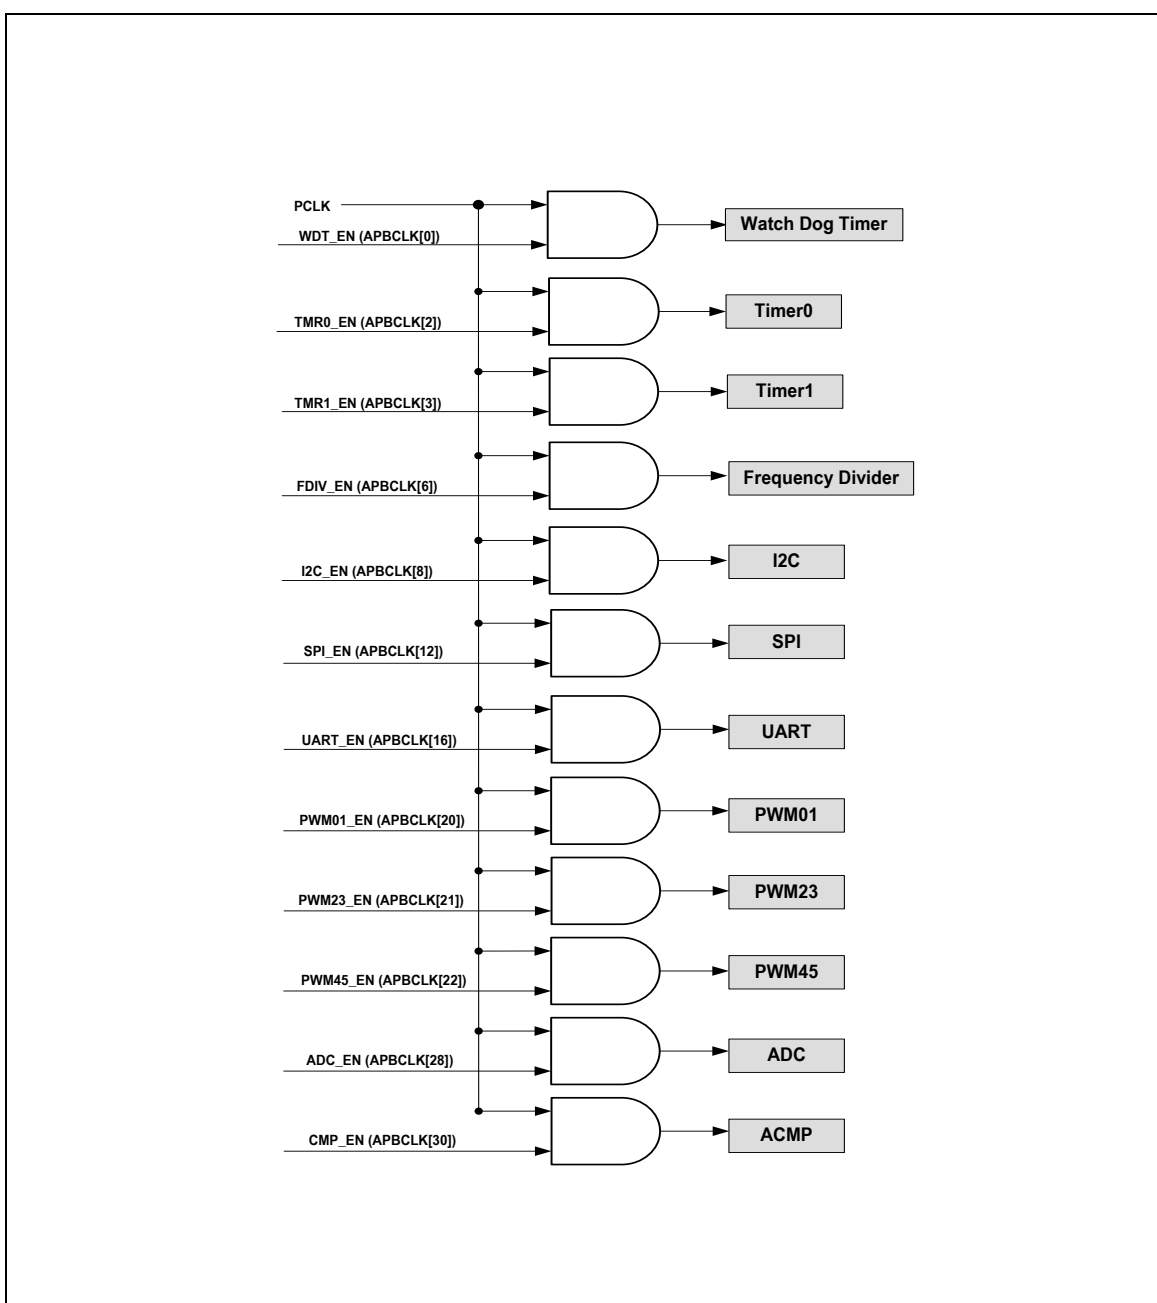 PCLK
WDT_EN (APBCLK[0])
Watch Dog Timer
TMR0_EN (APBCLK[2])
Timer0
TMR1_EN (APBCLK[3])
Timer1
FDIV_EN (APBCLK[6])
Frequency Divider
I2C_EN (APBCLK[8])
I2C
SPI_EN (APBCLK[12])
SPI
UART_EN (APBCLK[16])
UART
PWM01_EN (APBCLK[20])
PWM01
PWM23_EN (APBCLK[21])
PWM23
PWM45_EN (APBCLK[22])
PWM45
ADC_EN (APBCLK[28])
ADC
CMP_EN (APBCLK[30])
ACMP